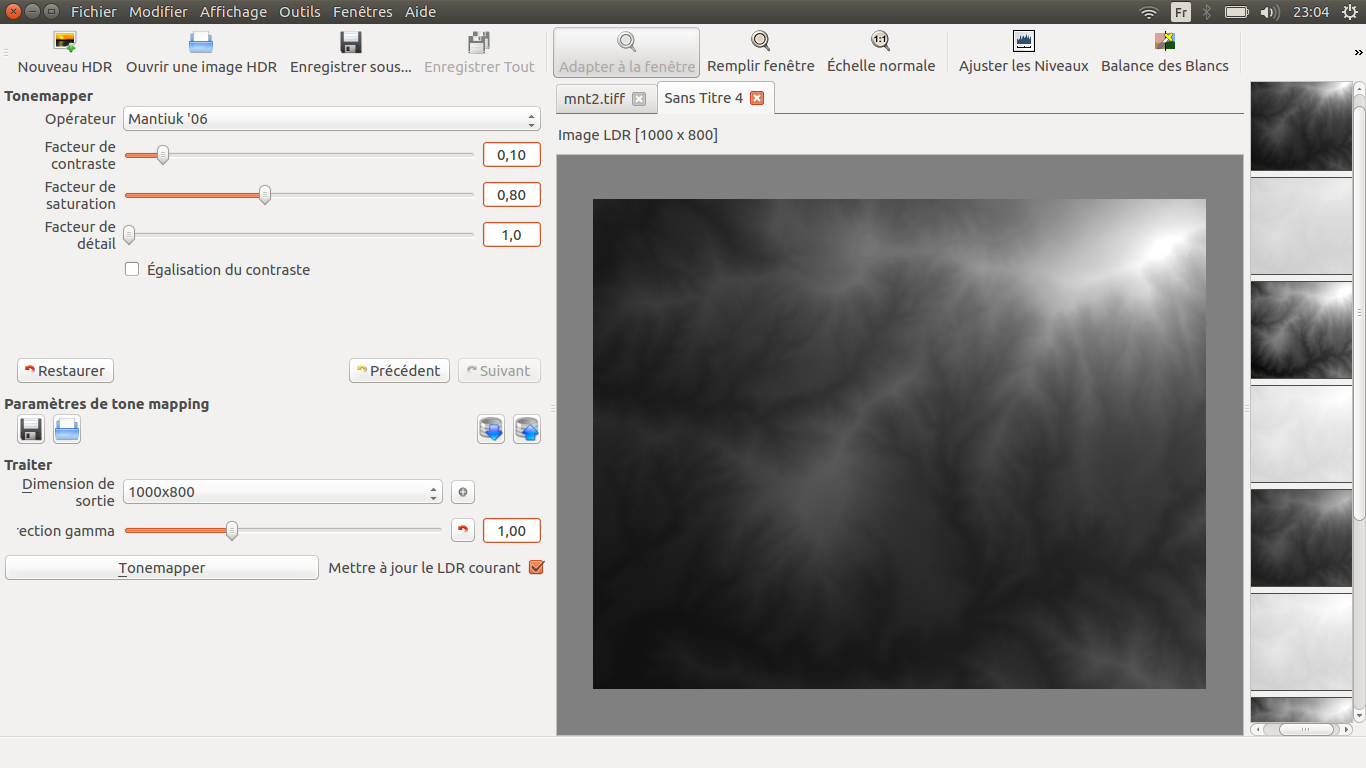 Fichier Modifier Affichage Outils Fenêtres Aide Fr 23:04
Nouveau HDR Ouvrir une image HDR Enregistrer sous... Enregistrer Tout Adapter à la fenêtre Remplir fenêtre 1:1 Échelle normale Ajuster les Niveaux Balance des Blancs »
Tonemapper
Opérateur Mantiuk '06
Facteur de
contraste 0,10
Facteur de
saturation 0,80
Facteur de
détail 1,0
Égalisation du contraste
Restaurer Précédent Suivant
Paramètres de tone mapping
Traiter
Dimension de
sortie 1000x800
rection gamma 1,00
Tonemapper Mettre à jour le LDR courant
mnt2.tiff Sans Titre 4
Image LDR [1000 x 800]